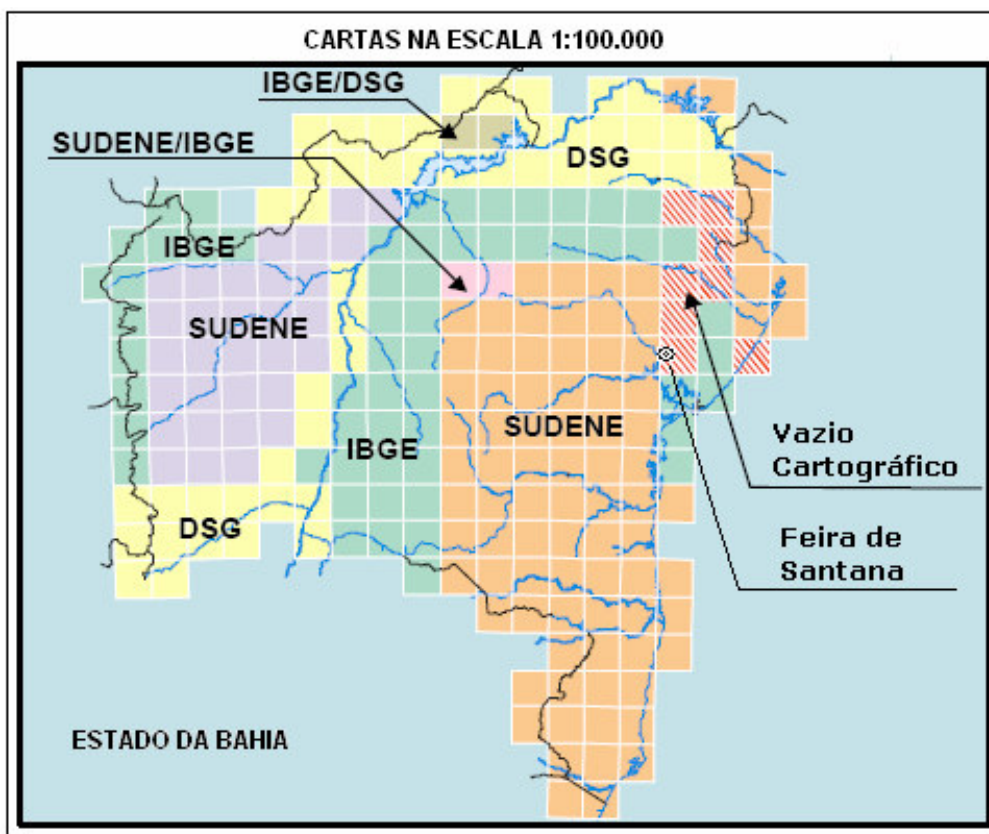 CARTAS NA ESCALA 1:100.000
IBGE/DSG
SUDENE/IBGE
DSG
IBGE
SUDENE
IBGE
SUDENE
Vazio
Cartográfico
DSG
Feira de
Santana
ESTADO DA BAHIA